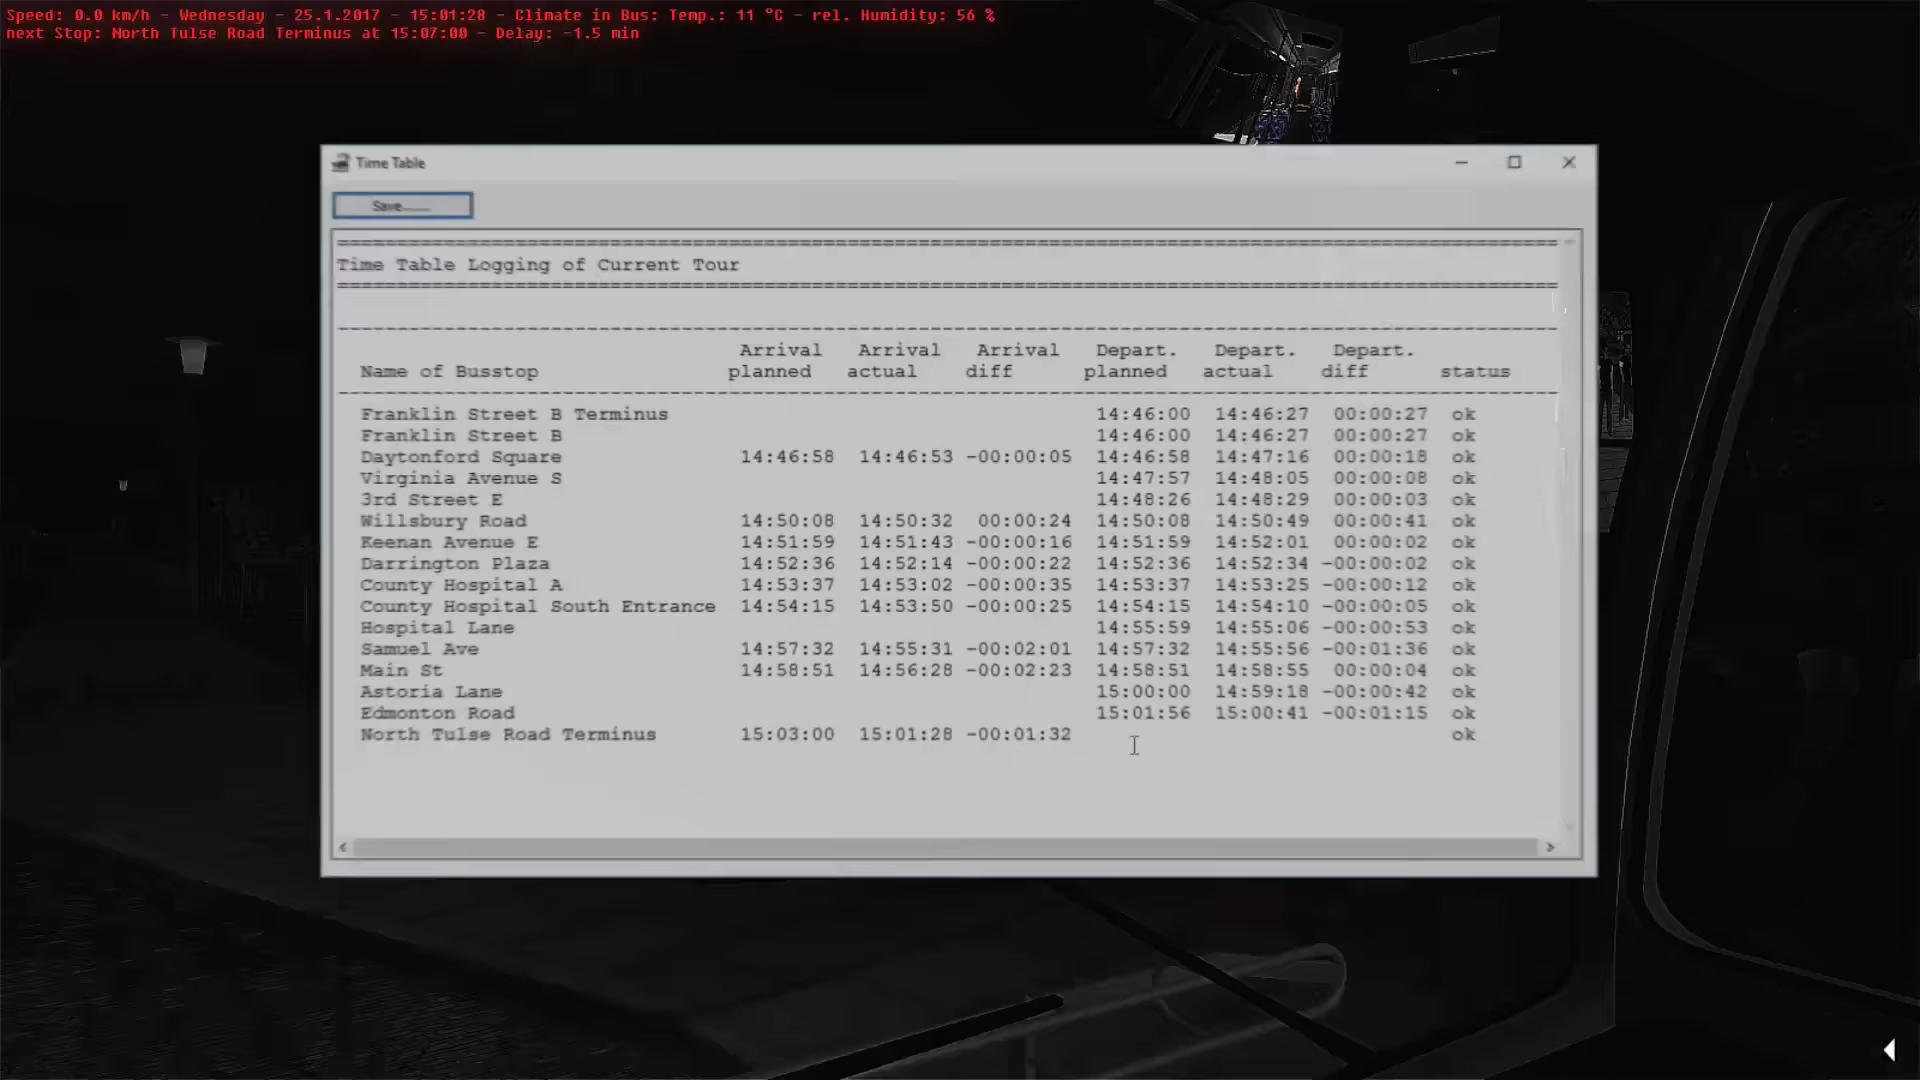 Speed: 0.0 km/h - Wednesday - 25.1.2017 - 15:01:28 - Climate in Bus: Temp.: 11 °C - rel. Humidity: 56 %
next Stop: North Tulse Road Terminus at 15:07:00 - Delay: -1.5 min
Time Table
Save.......
================================================================================
Time Table Logging of Current Tour
================================================================================
--------------------------------------------------------------------------------
Arrival Arrival Arrival Depart. Depart. Depart.
Name of Busstop planned actual diff planned actual diff status
--------------------------------------------------------------------------------
Franklin Street B Terminus 14:46:00 14:46:27 00:00:27 ok
Franklin Street B 14:46:00 14:46:27 00:00:27 ok
Daytonford Square 14:46:58 14:46:53 -00:00:05 14:46:58 14:47:16 00:00:18 ok
Virginia Avenue S 14:47:57 14:48:05 00:00:08 ok
3rd Street E 14:48:26 14:48:29 00:00:03 ok
Willsbury Road 14:50:08 14:50:32 00:00:24 14:50:08 14:50:49 00:00:41 ok
Keenan Avenue E 14:51:59 14:51:43 -00:00:16 14:51:59 14:52:01 00:00:02 ok
Darrington Plaza 14:52:36 14:52:14 -00:00:22 14:52:36 14:52:34 -00:00:02 ok
County Hospital A 14:53:37 14:53:02 -00:00:35 14:53:37 14:53:25 -00:00:12 ok
County Hospital South Entrance 14:54:15 14:53:50 -00:00:25 14:54:15 14:54:10 -00:00:05 ok
Hospital Lane 14:55:59 14:55:06 -00:00:53 ok
Samuel Ave 14:57:32 14:55:31 -00:02:01 14:57:32 14:55:56 -00:01:36 ok
Main St 14:58:51 14:56:28 -00:02:23 14:58:51 14:58:55 00:00:04 ok
Astoria Lane 15:00:00 14:59:18 -00:00:42 ok
Edmonton Road 15:01:56 15:00:41 -00:01:15 ok
North Tulse Road Terminus 15:03:00 15:01:28 -00:01:32 ok